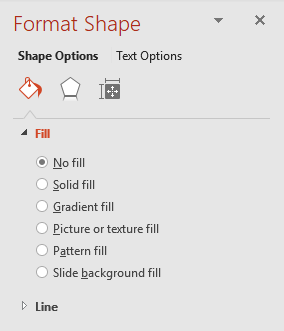 Format Shape
Shape Options Text Options
Fill
No fill
Solid fill
Gradient fill
Picture or texture fill
Pattern fill
Slide background fill
Line